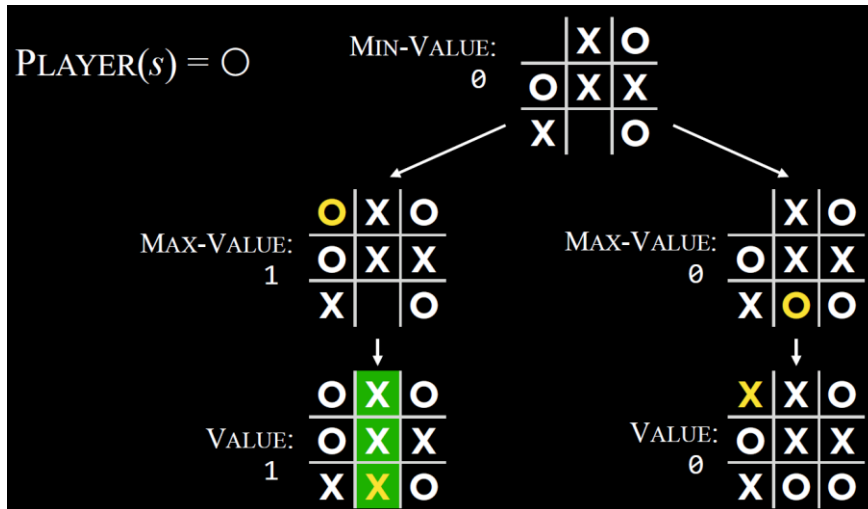 PLAYER(s) = O
MIN-VALUE:
0
X O
O X X
X O
MAX-VALUE:
1
O X O
O X X
X O
MAX-VALUE:
0
X O
O X X
X O O
VALUE:
1
O X O
O X X
X X O
VALUE:
0
X X O
O X X
X O O